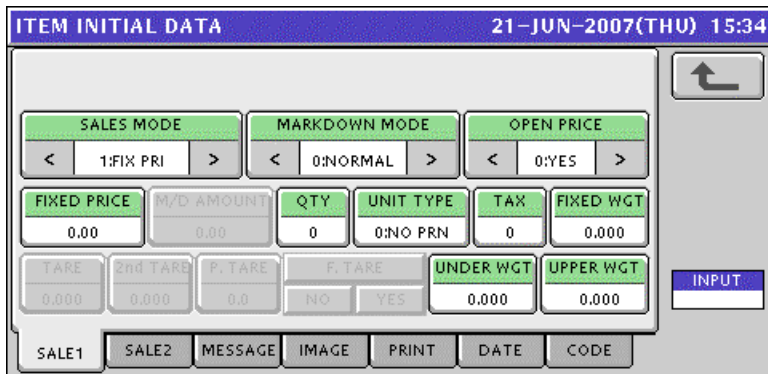 ITEM INITIAL DATA 21-JUN-2007(THU) 15:34
SALES MODE MARKDOWN MODE OPEN PRICE
< 1:FIX PRI > < 0:NORMAL > < 0:YES >
FIXED PRICE M/D AMOUNT QTY UNIT TYPE TAX FIXED WGT
0.00 0.00 0 0:NO PRN 0 0.000
TARE 2nd TARE P. TARE F. TARE UNDER WGT UPPER WGT
0.000 0.000 0.0 NO YES 0.000 0.000
INPUT
SALE1 SALE2 MESSAGE IMAGE PRINT DATE CODE